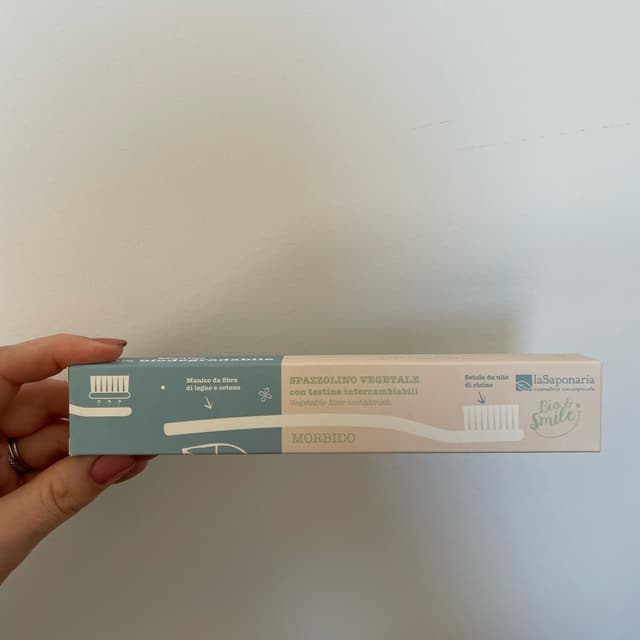 Manico da fibra
di legno e cotone
SPAZZOLINO VEGETALE
con testine intercambiabili
Vegetable fiber toothbrush
MORBIDO
Setole da olio
di ricino
laSaponaria
Bio &
Smile